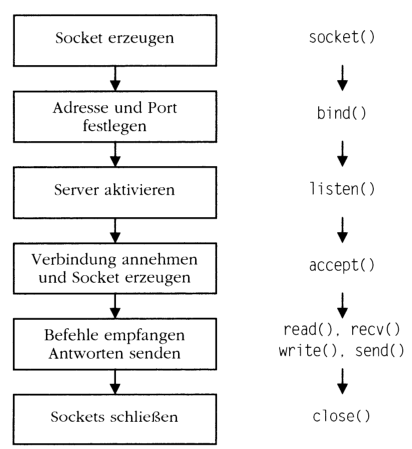 Socket erzeugen
socket()
Adresse und Port
festlegen
bind()
Server aktivieren
listen()
Verbindung annehmen
und Socket erzeugen
accept()
Befehle empfangen
Antworten senden
read(), recv()
write(), send()
Sockets schließen
close()